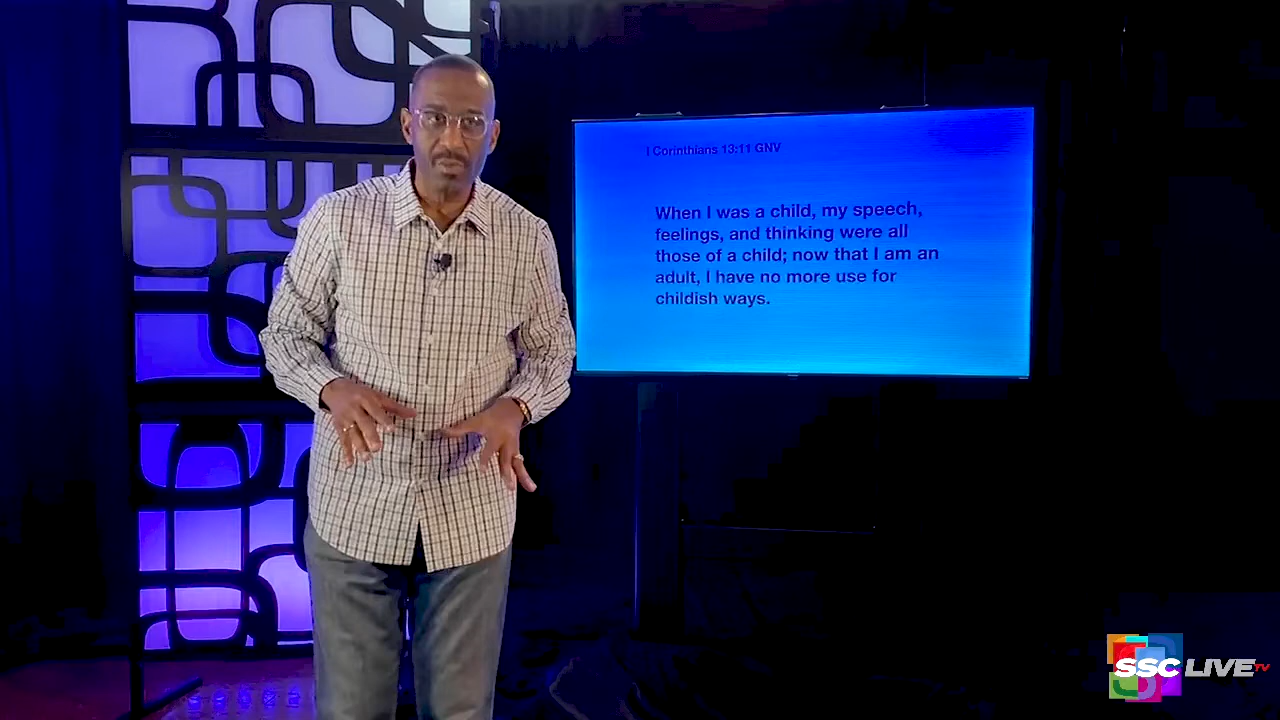 I Corinthians 13:11 GNV
When I was a child, my speech,
feelings, and thinking were all
those of a child; now that I am an
adult, I have no more use for
childish ways.
SSC LIVE TV